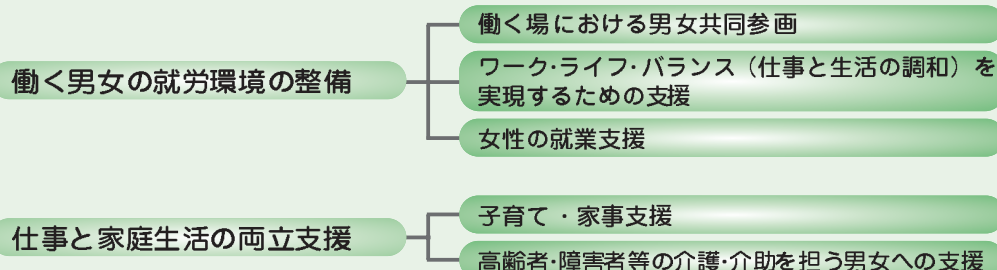 働く男女の就労環境の整備
働く場における男女共同参画
ワーク・ライフ・バランス（仕事と生活の調和）を
実現するための支援
女性の就業支援
仕事と家庭生活の両立支援
子育て・家事支援
高齢者・障害者等の介護・介助を担う男女への支援